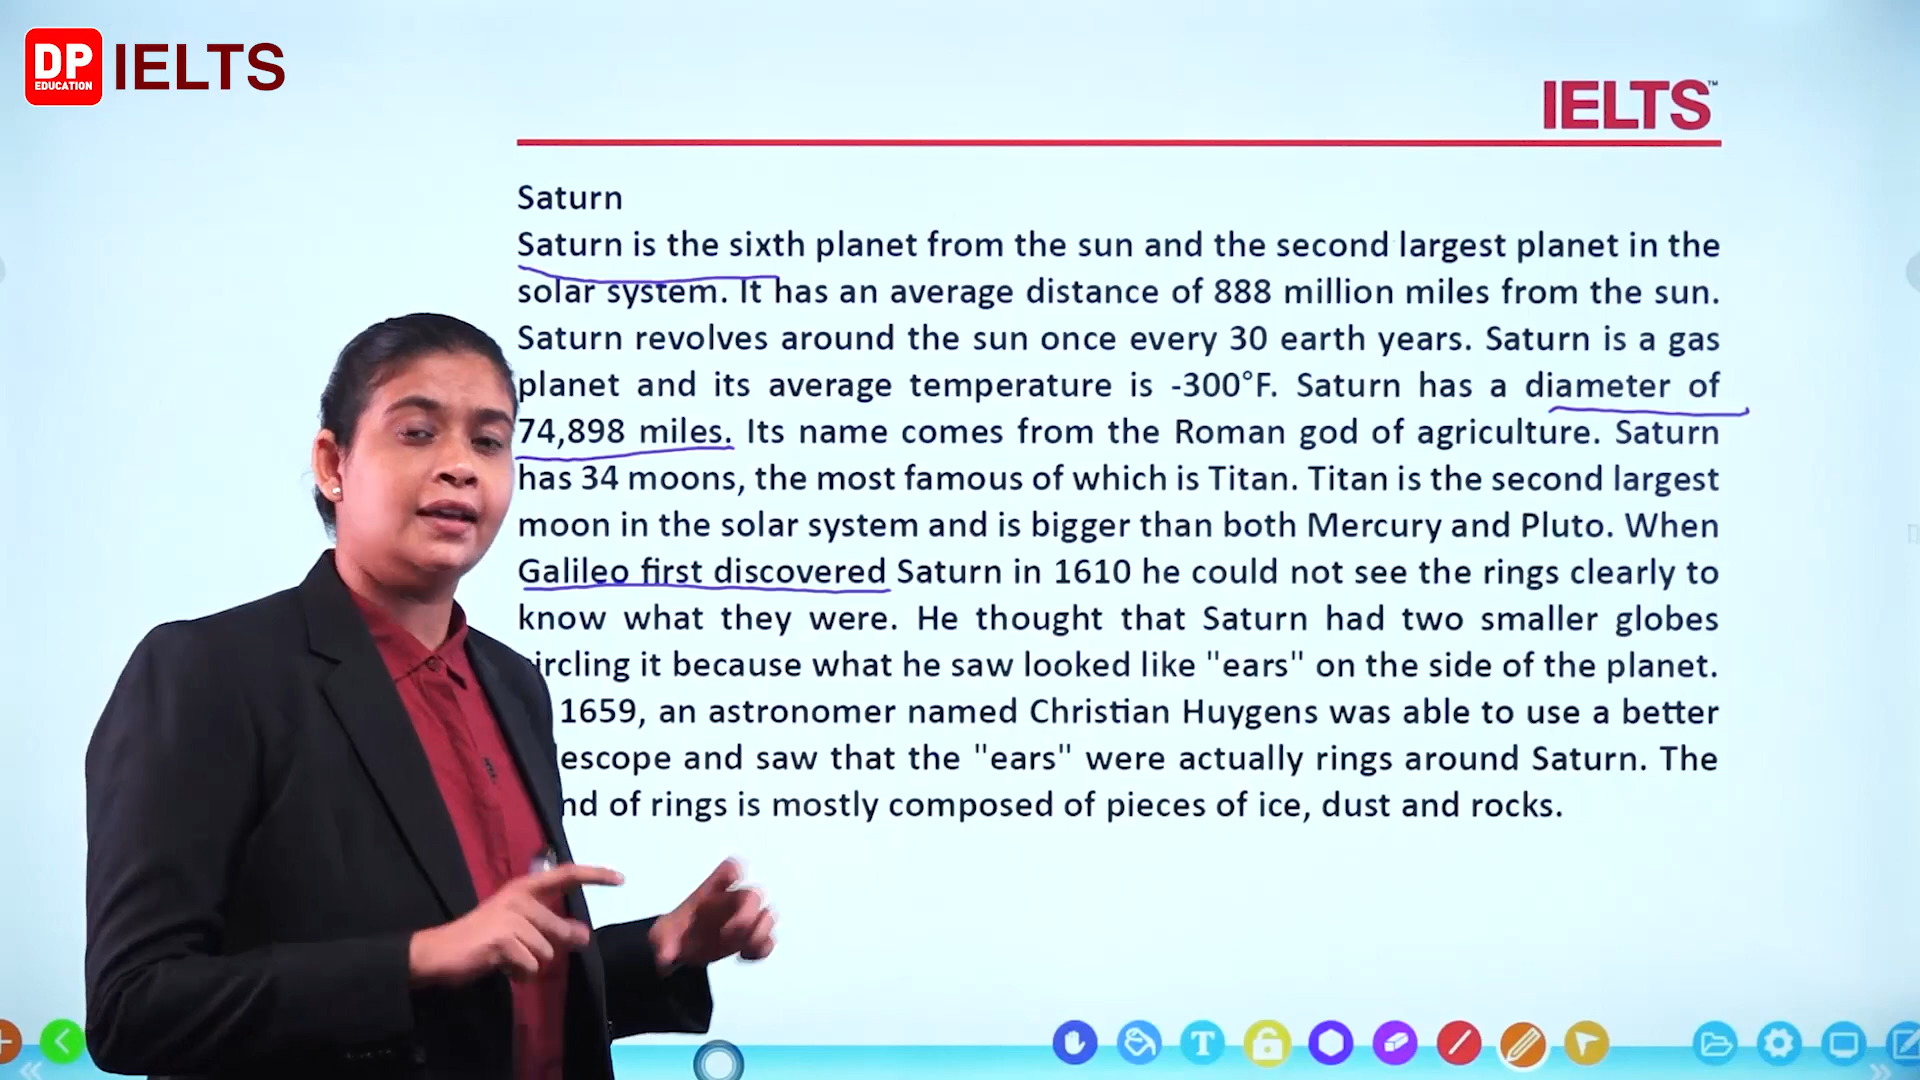 DP
EDUCATION
IELTS
IELTS™
Saturn
Saturn is the sixth planet from the sun and the second largest planet in the
solar system. It has an average distance of 888 million miles from the sun.
Saturn revolves around the sun once every 30 earth years. Saturn is a gas
planet and its average temperature is -300°F. Saturn has a diameter of
74,898 miles. Its name comes from the Roman god of agriculture. Saturn
has 34 moons, the most famous of which is Titan. Titan is the second largest
moon in the solar system and is bigger than both Mercury and Pluto. When
Galileo first discovered Saturn in 1610 he could not see the rings clearly to
know what they were. He thought that Saturn had two smaller globes
ircling it because what he saw looked like "ears" on the side of the planet.
1659, an astronomer named Christian Huygens was able to use a better
lescope and saw that the "ears" were actually rings around Saturn. The
nd of rings is mostly composed of pieces of ice, dust and rocks.
T